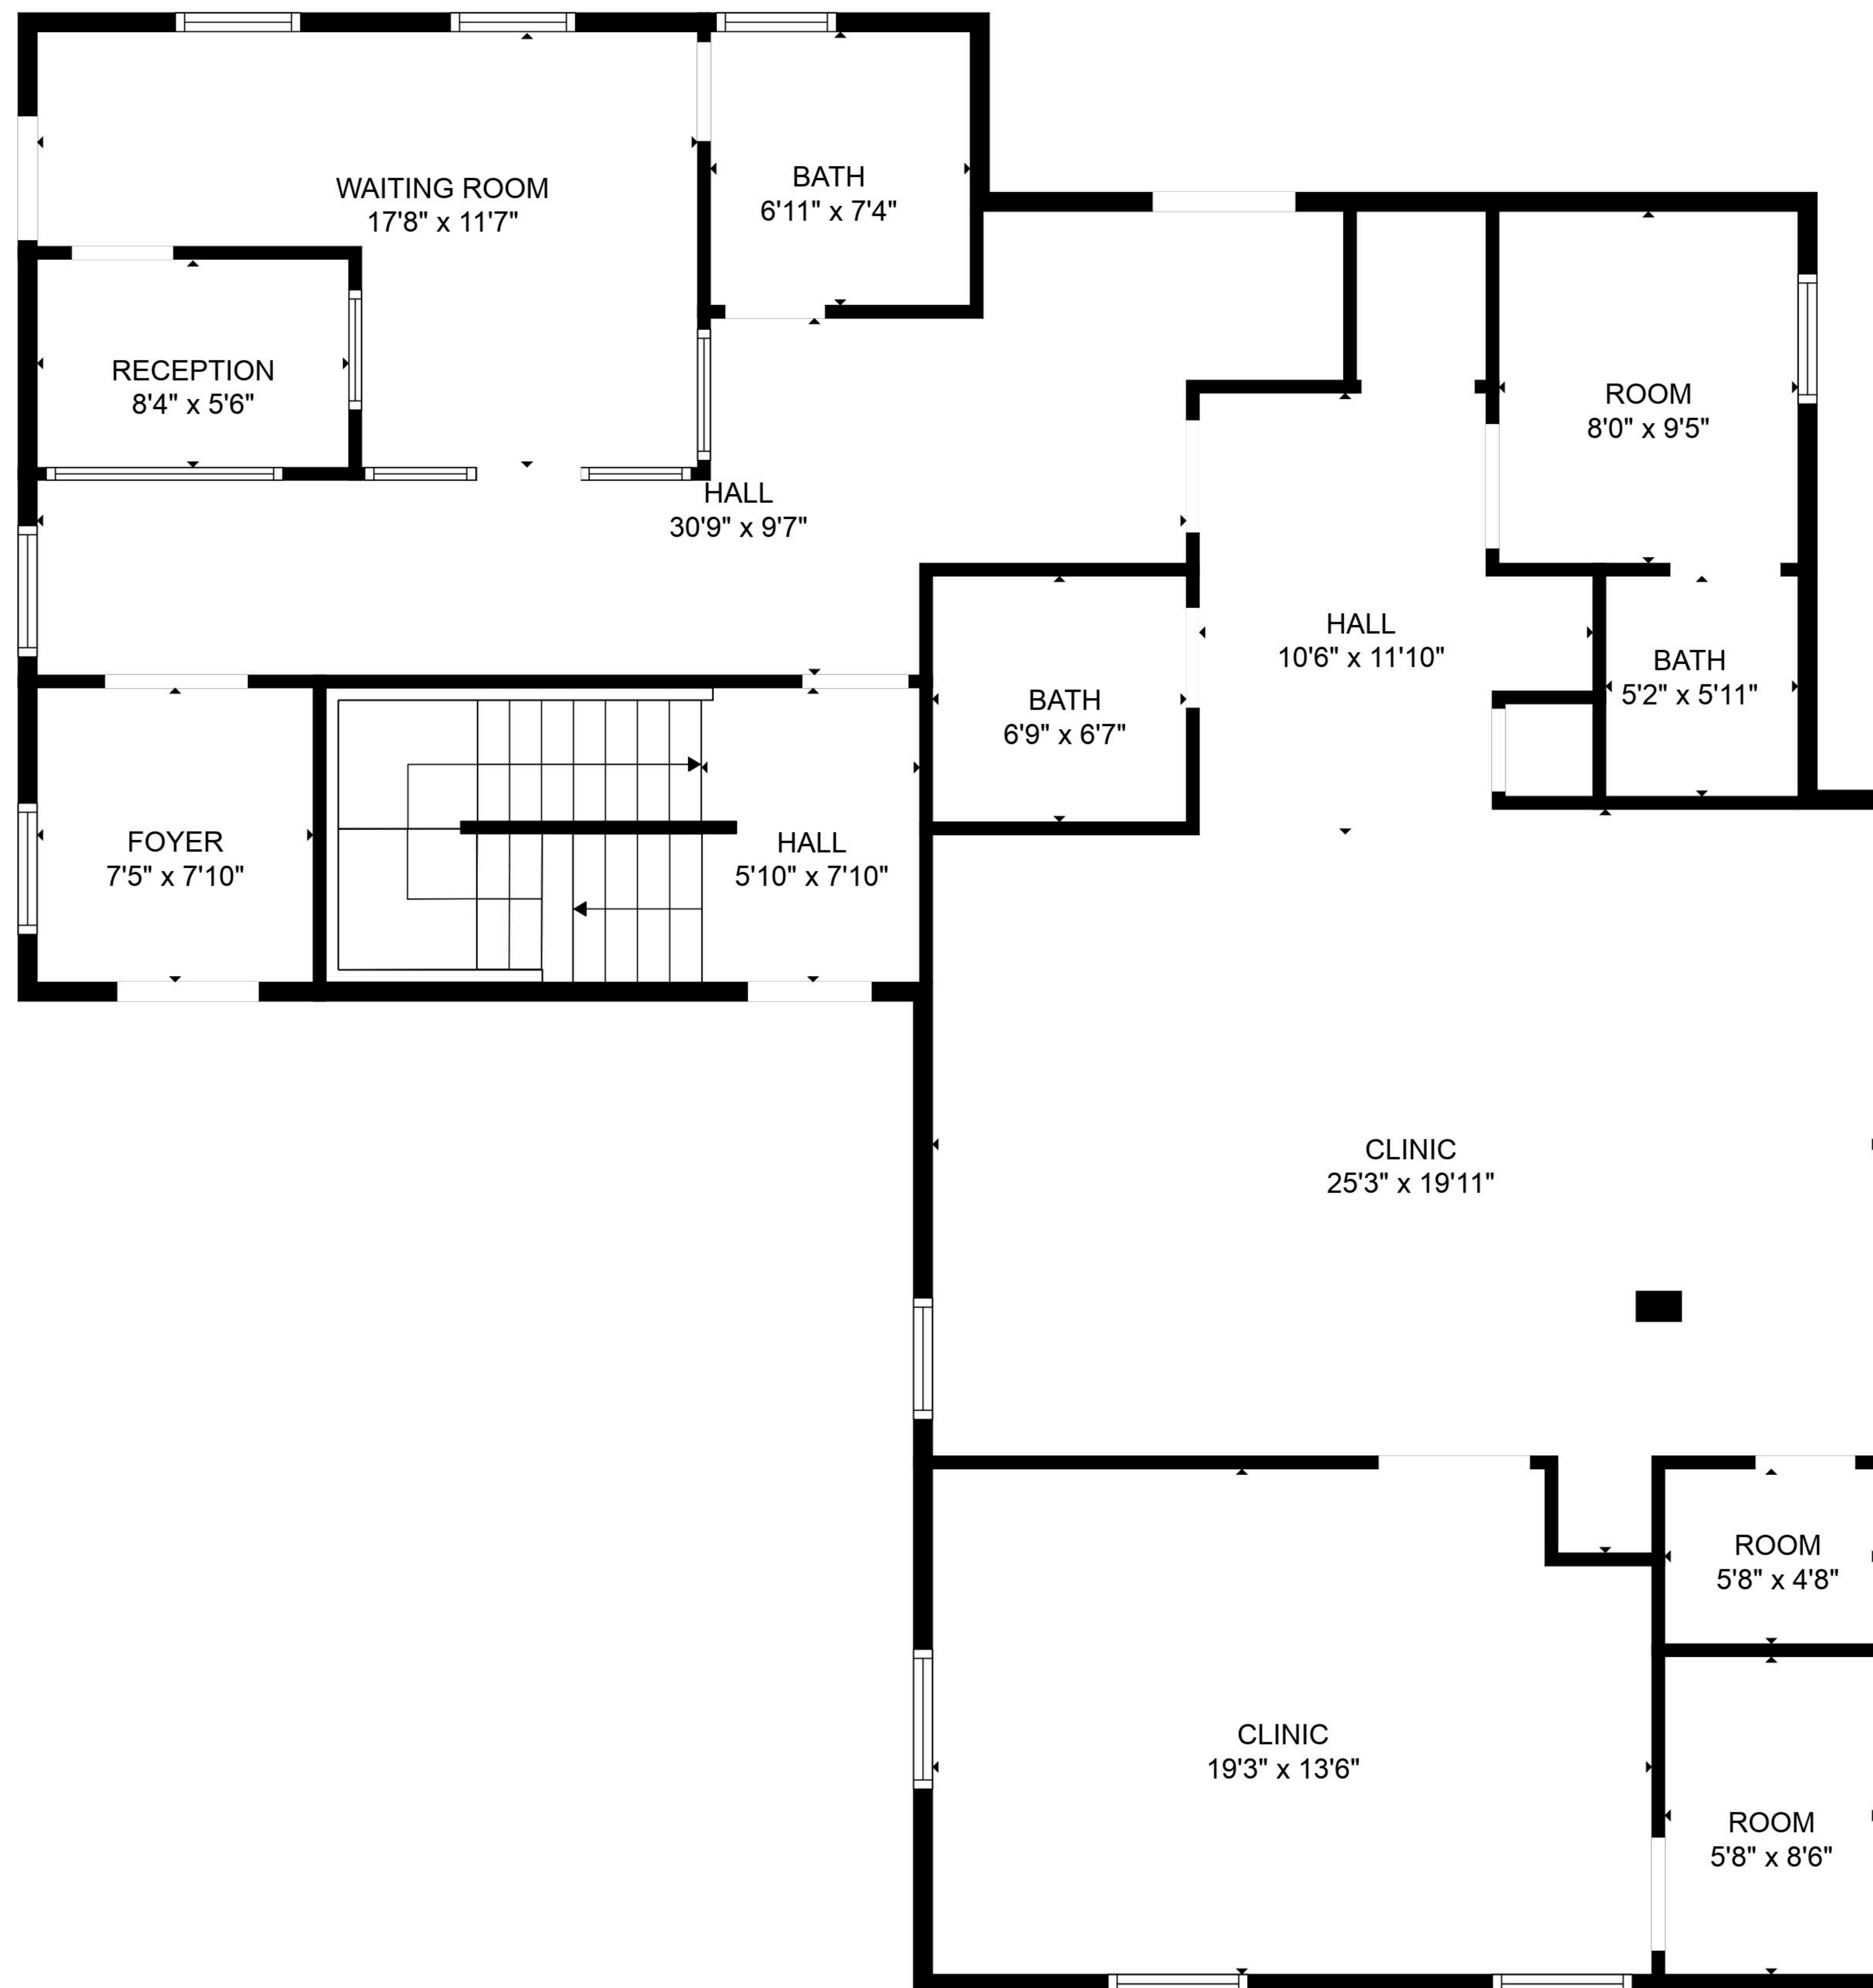 WAITING ROOM
17'8" x 11'7"
BATH
6'11" x 7'4"
RECEPTION
8'4" x 5'6"
ROOM
8'0" x 9'5"
HALL
30'9" x 9'7"
HALL
10'6" x 11'10"
BATH
5'2" x 5'11"
BATH
6'9" x 6'7"
FOYER
7'5" x 7'10"
HALL
5'10" x 7'10"
CLINIC
25'3" x 19'11"
ROOM
5'8" x 4'8"
CLINIC
19'3" x 13'6"
ROOM
5'8" x 8'6"